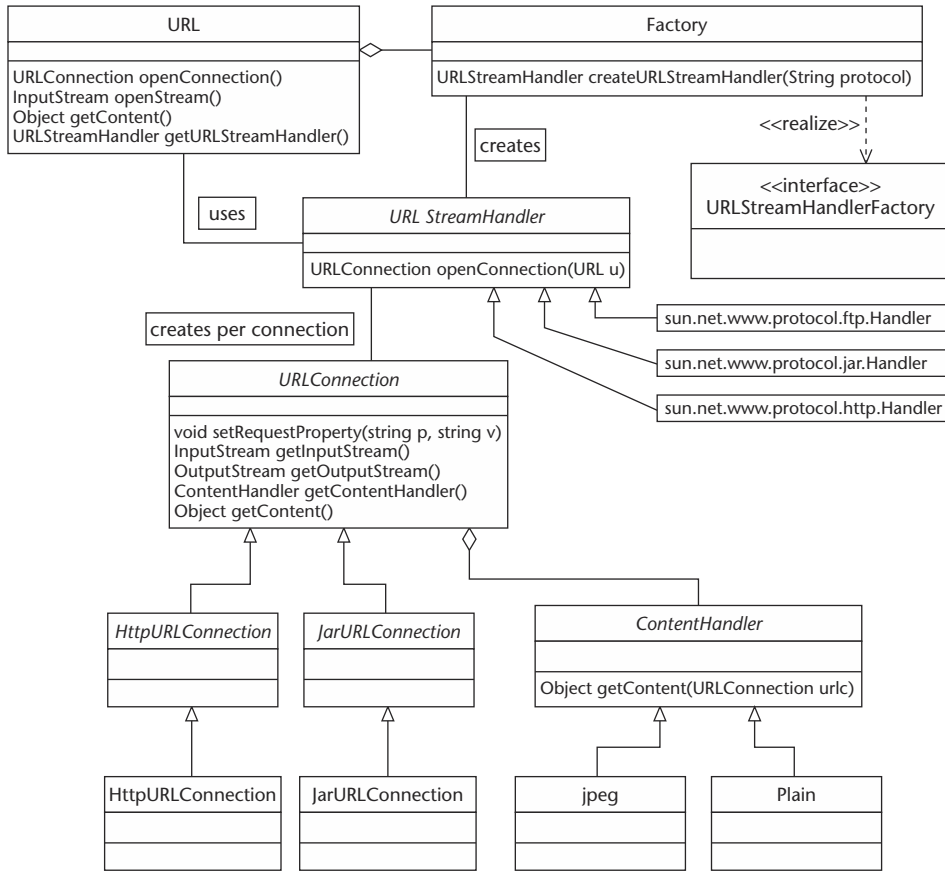 URL
URLConnection openConnection()
InputStream openStream()
Object getContent()
URLStreamHandler getURLStreamHandler()
Factory
URLStreamHandler createURLStreamHandler(String protocol)
creates
<<realize>>
<<interface>>
URLStreamHandlerFactory
uses
URL StreamHandler
URLConnection openConnection(URL u)
sun.net.www.protocol.ftp.Handler
sun.net.www.protocol.jar.Handler
sun.net.www.protocol.http.Handler
creates per connection
URLConnection
void setRequestProperty(string p, string v)
InputStream getInputStream()
OutputStream getOutputStream()
ContentHandler getContentHandler()
Object getContent()
HttpURLConnection
JarURLConnection
ContentHandler
Object getContent(URLConnection urlc)
HttpURLConnection
JarURLConnection
jpeg
Plain